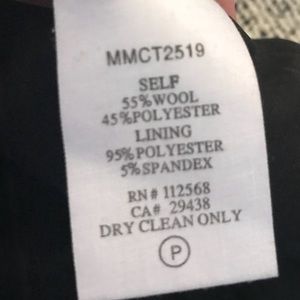 MMCT2519
SELF
55%WOOL
45%POLYESTER
LINING
95%POLYESTER
5%SPANDEX
RN# 112568
CA# 29438
DRY CLEAN ONLY
P